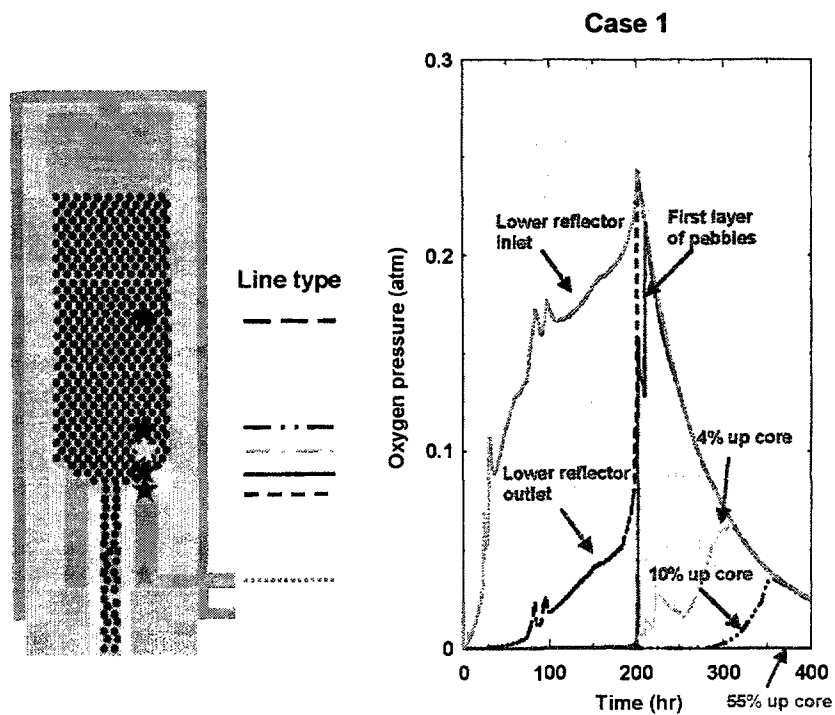 Case 1
Line type
Oxygen pressure (atm)
0.3
0.2
0.1
0
Lower reflector
inlet
First layer
of pebbles
4% up core
Lower reflector
outlet
10% up core
0
100
200
300
400
Time (hr)
55% up core